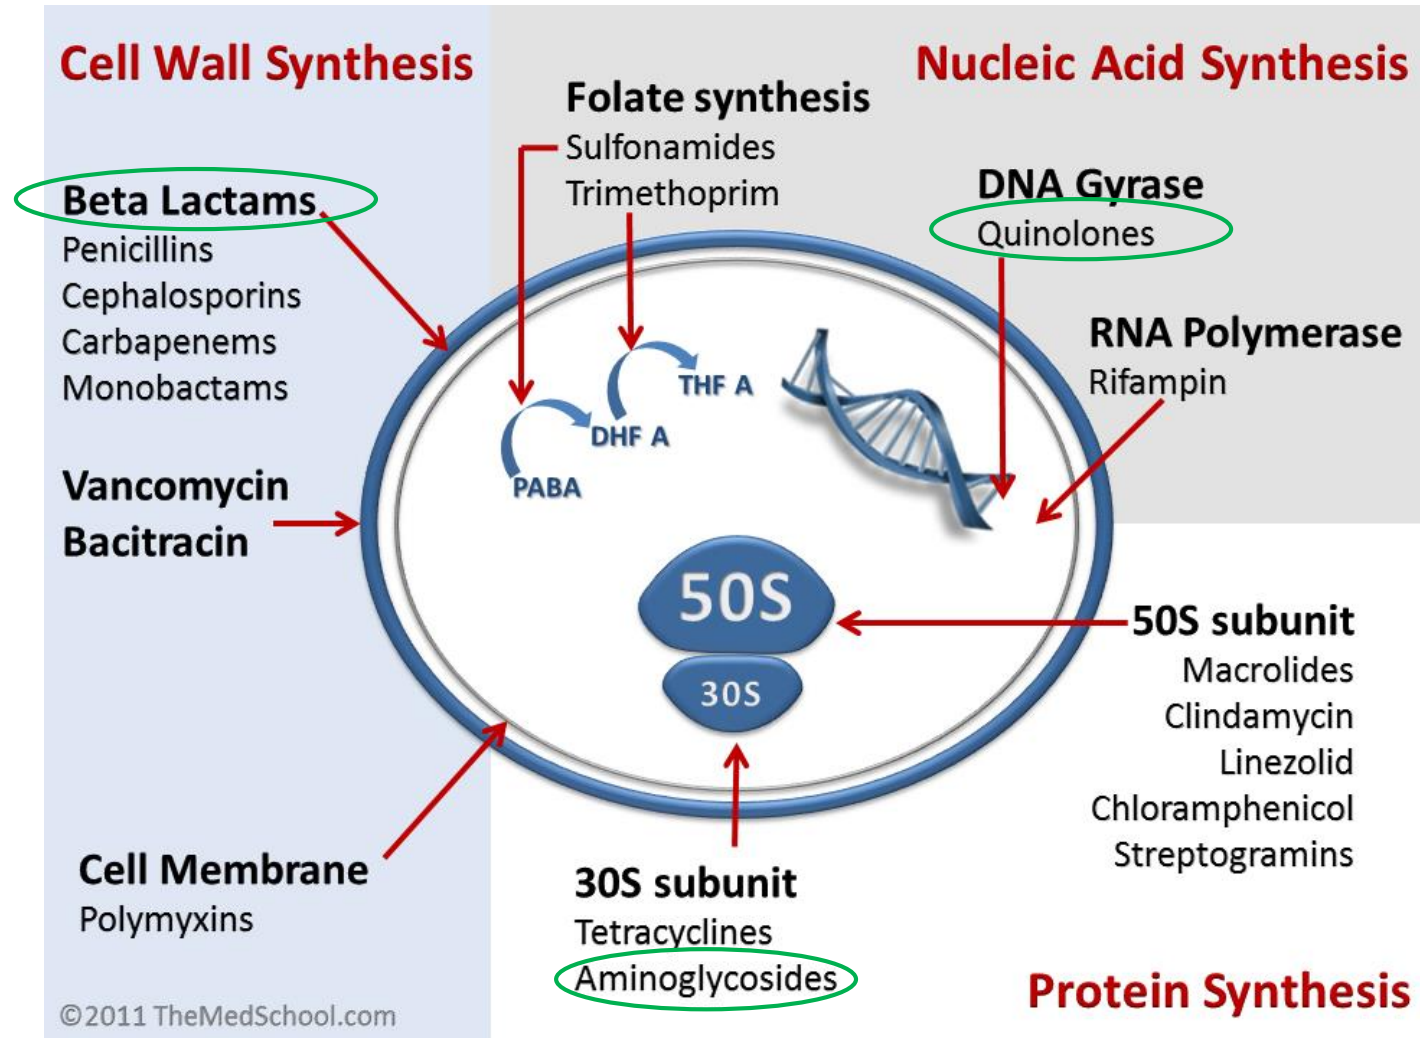 Cell Wall Synthesis
Nucleic Acid Synthesis
Folate synthesis
Sulfonamides
Trimethoprim
Beta Lactams
Penicillins
Cephalosporins
Carbapenems
Monobactams
DNA Gyrase
Quinolones
RNA Polymerase
Rifampin
THF A
DHF A
PABA
Vancomycin
Bacitracin
50S
30S
50S subunit
Macrolides
Clindamycin
Linezolid
Chloramphenicol
Streptogramins
Cell Membrane
Polymyxins
30S subunit
Tetracyclines
Aminoglycosides
Protein Synthesis
©2011 TheMedSchool.com